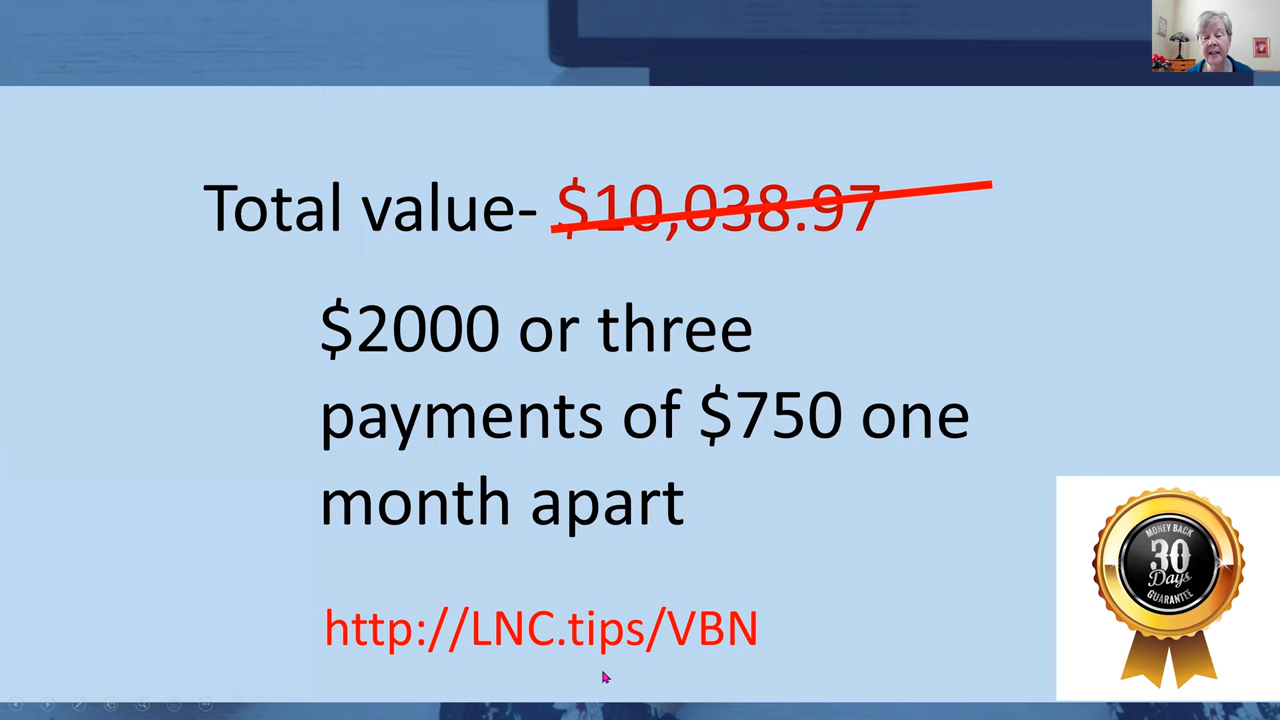 Total value- $10,038.97
$2000 or three
payments of $750 one
month apart
http://LNC.tips/VBN
MONEY BACK
30
Days
GUARANTEE